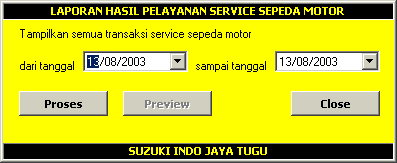 LAPORAN HASIL PELAYANAN SERVICE SEPEDA MOTOR
Tampilkan semua transaksi service sepeda motor
dari tanggal 13/08/2003 sampai tanggal 13/08/2003
Proses Preview Close
SUZUKI INDO JAYA TUGU